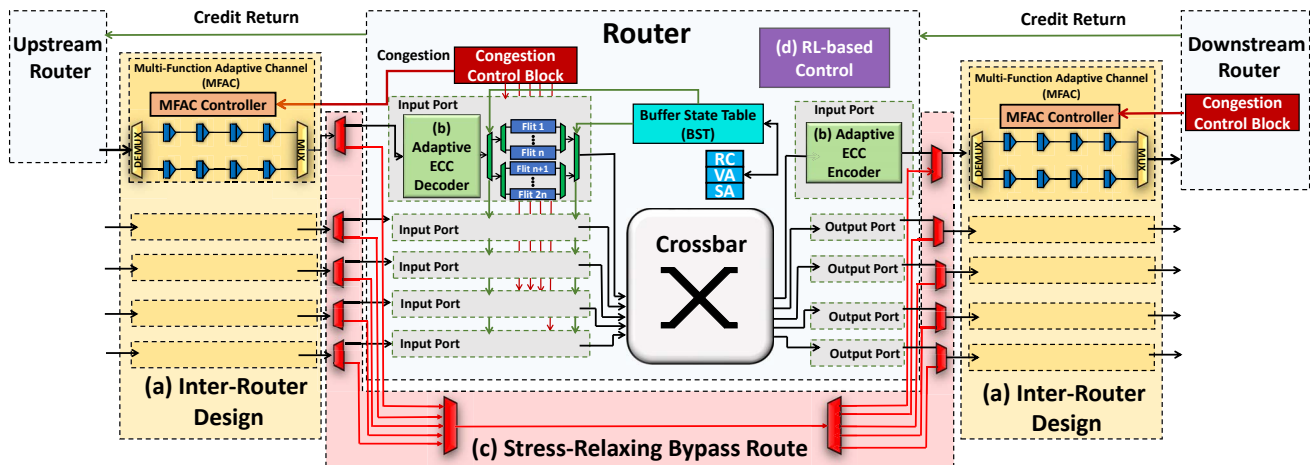 Credit Return
Credit Return
Upstream
Router
Router
Downstream
Router
Congestion
Congestion
Control Block
(d) RL-based
Control
Multi-Function Adaptive Channel
(MFAC)
MFAC Controller
DEMUX
MUX
Input Port
(b)
Adaptive
ECC
Decoder
Flit 1
Flit n
Flit n+1
Flit 2n
Buffer State Table
(BST)
RC
VA
SA
Input Port
(b) Adaptive
ECC
Encoder
Multi-Function Adaptive Channel
(MFAC)
MFAC Controller
DEMUX
MUX
Congestion
Control Block
Input Port
Input Port
Input Port
Input Port
Crossbar
Output Port
Output Port
Output Port
Output Port
(a) Inter-Router
Design
(a) Inter-Router
Design
(c) Stress-Relaxing Bypass Route